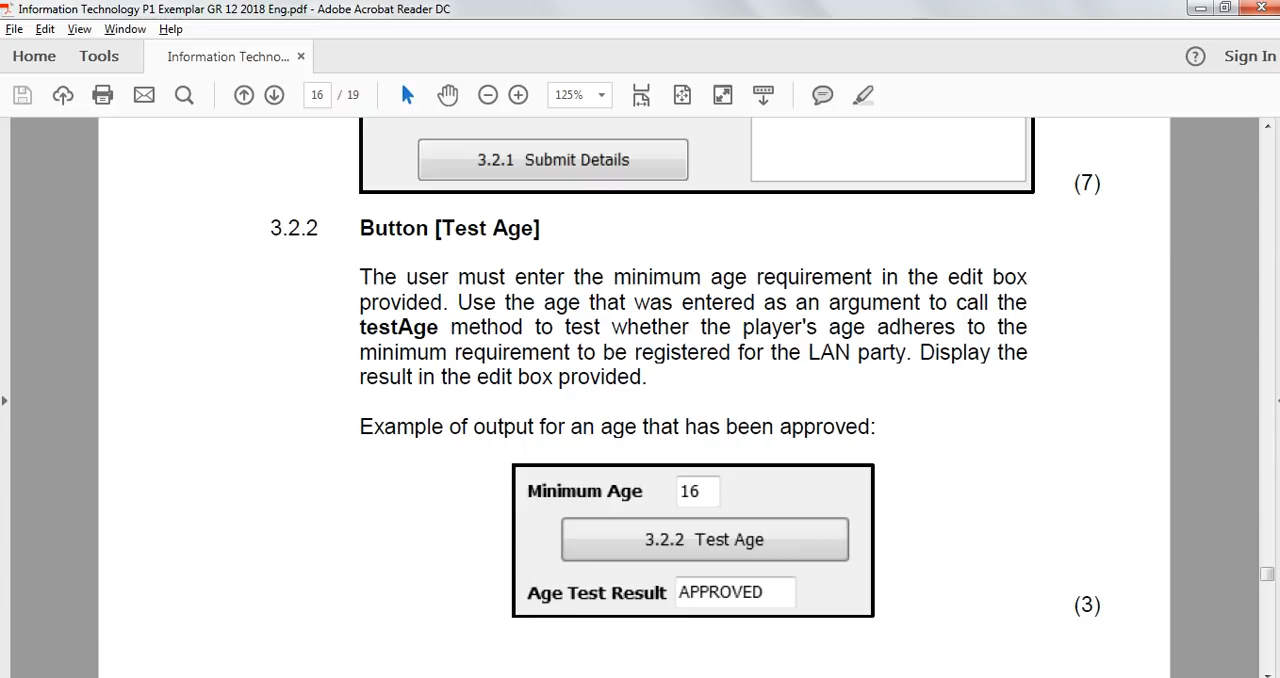 Information Technology P1 Exemplar GR 12 2018 Eng.pdf - Adobe Acrobat Reader DC
File Edit View Window Help
Home Tools Information Techno... × ? Sign In
16 / 19 125%
3.2.1 Submit Details
(7)
3.2.2 Button [Test Age]
The user must enter the minimum age requirement in the edit box
provided. Use the age that was entered as an argument to call the
testAge method to test whether the player's age adheres to the
minimum requirement to be registered for the LAN party. Display the
result in the edit box provided.
Example of output for an age that has been approved:
Minimum Age 16
3.2.2 Test Age
Age Test Result APPROVED
(3)